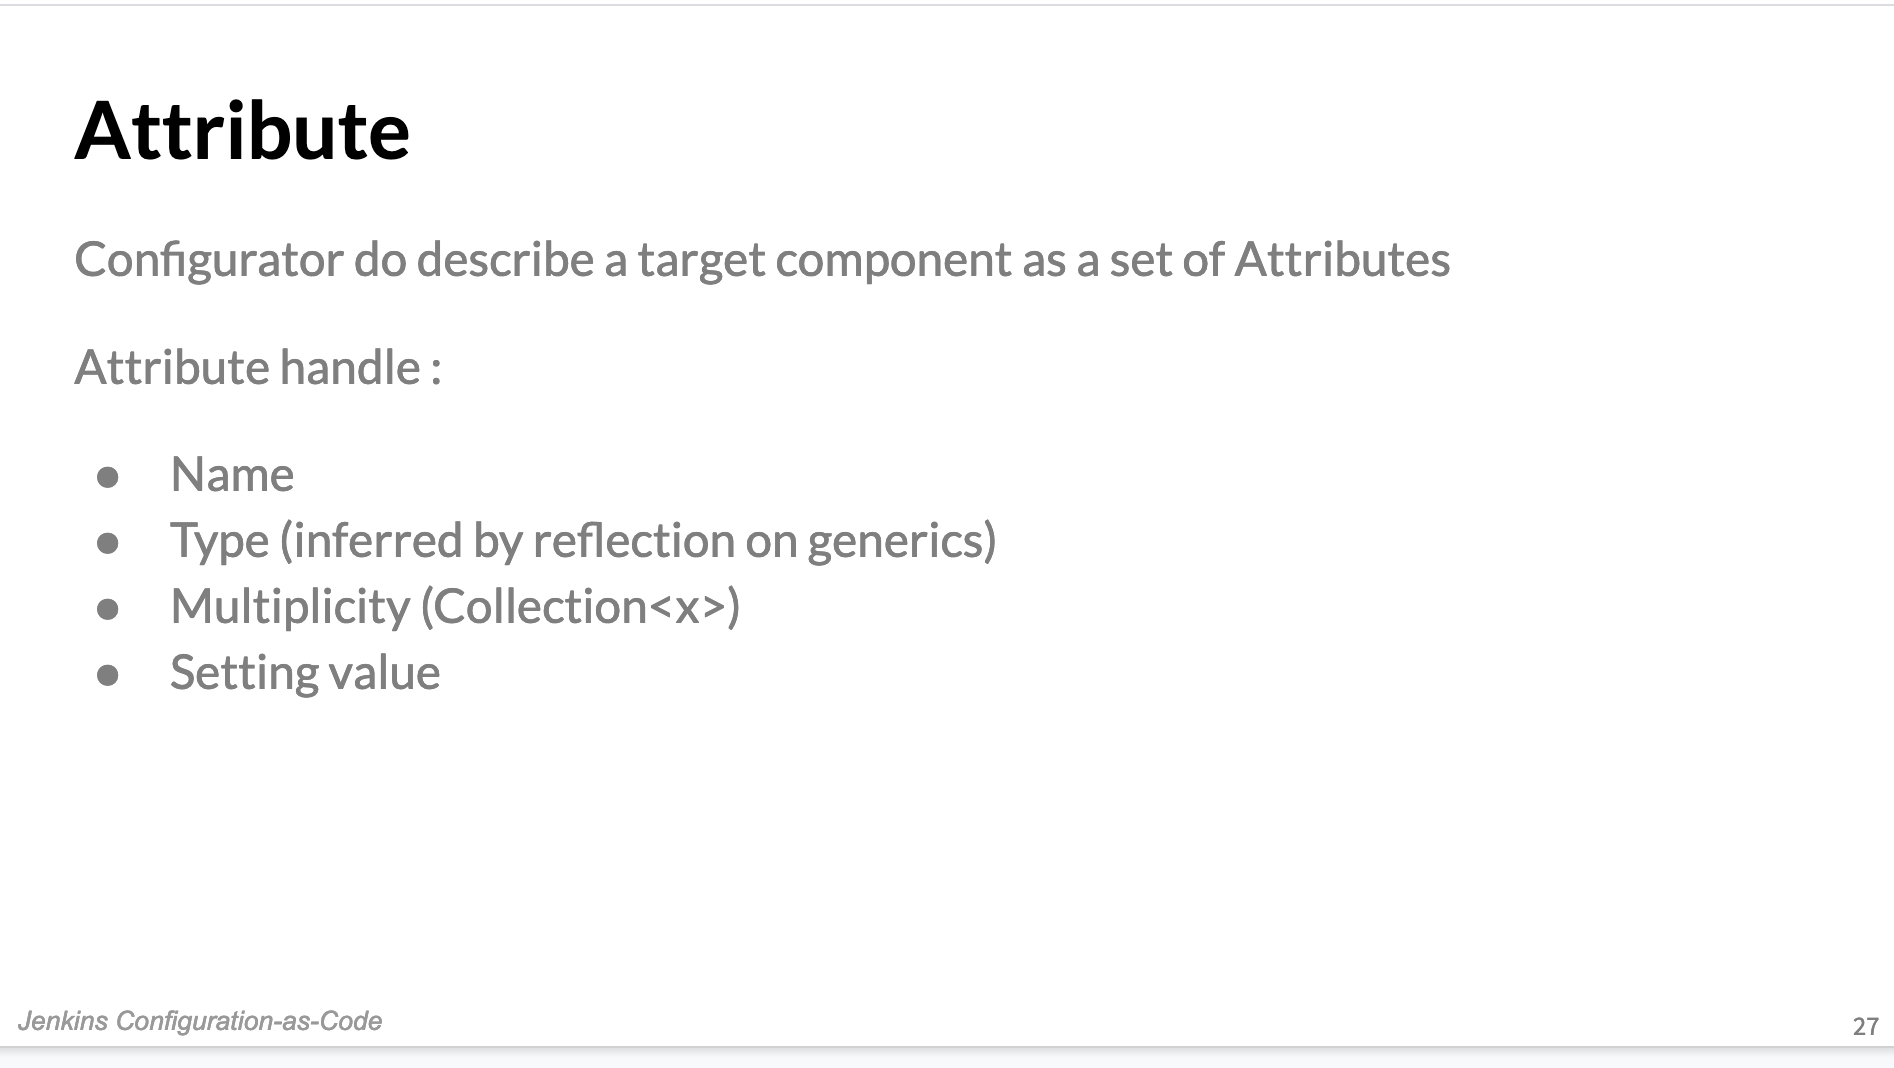 Attribute
Configurator do describe a target component as a set of Attributes
Attribute handle :
● Name
● Type (inferred by reflection on generics)
● Multiplicity (Collection<x>)
● Setting value
Jenkins Configuration-as-Code
27